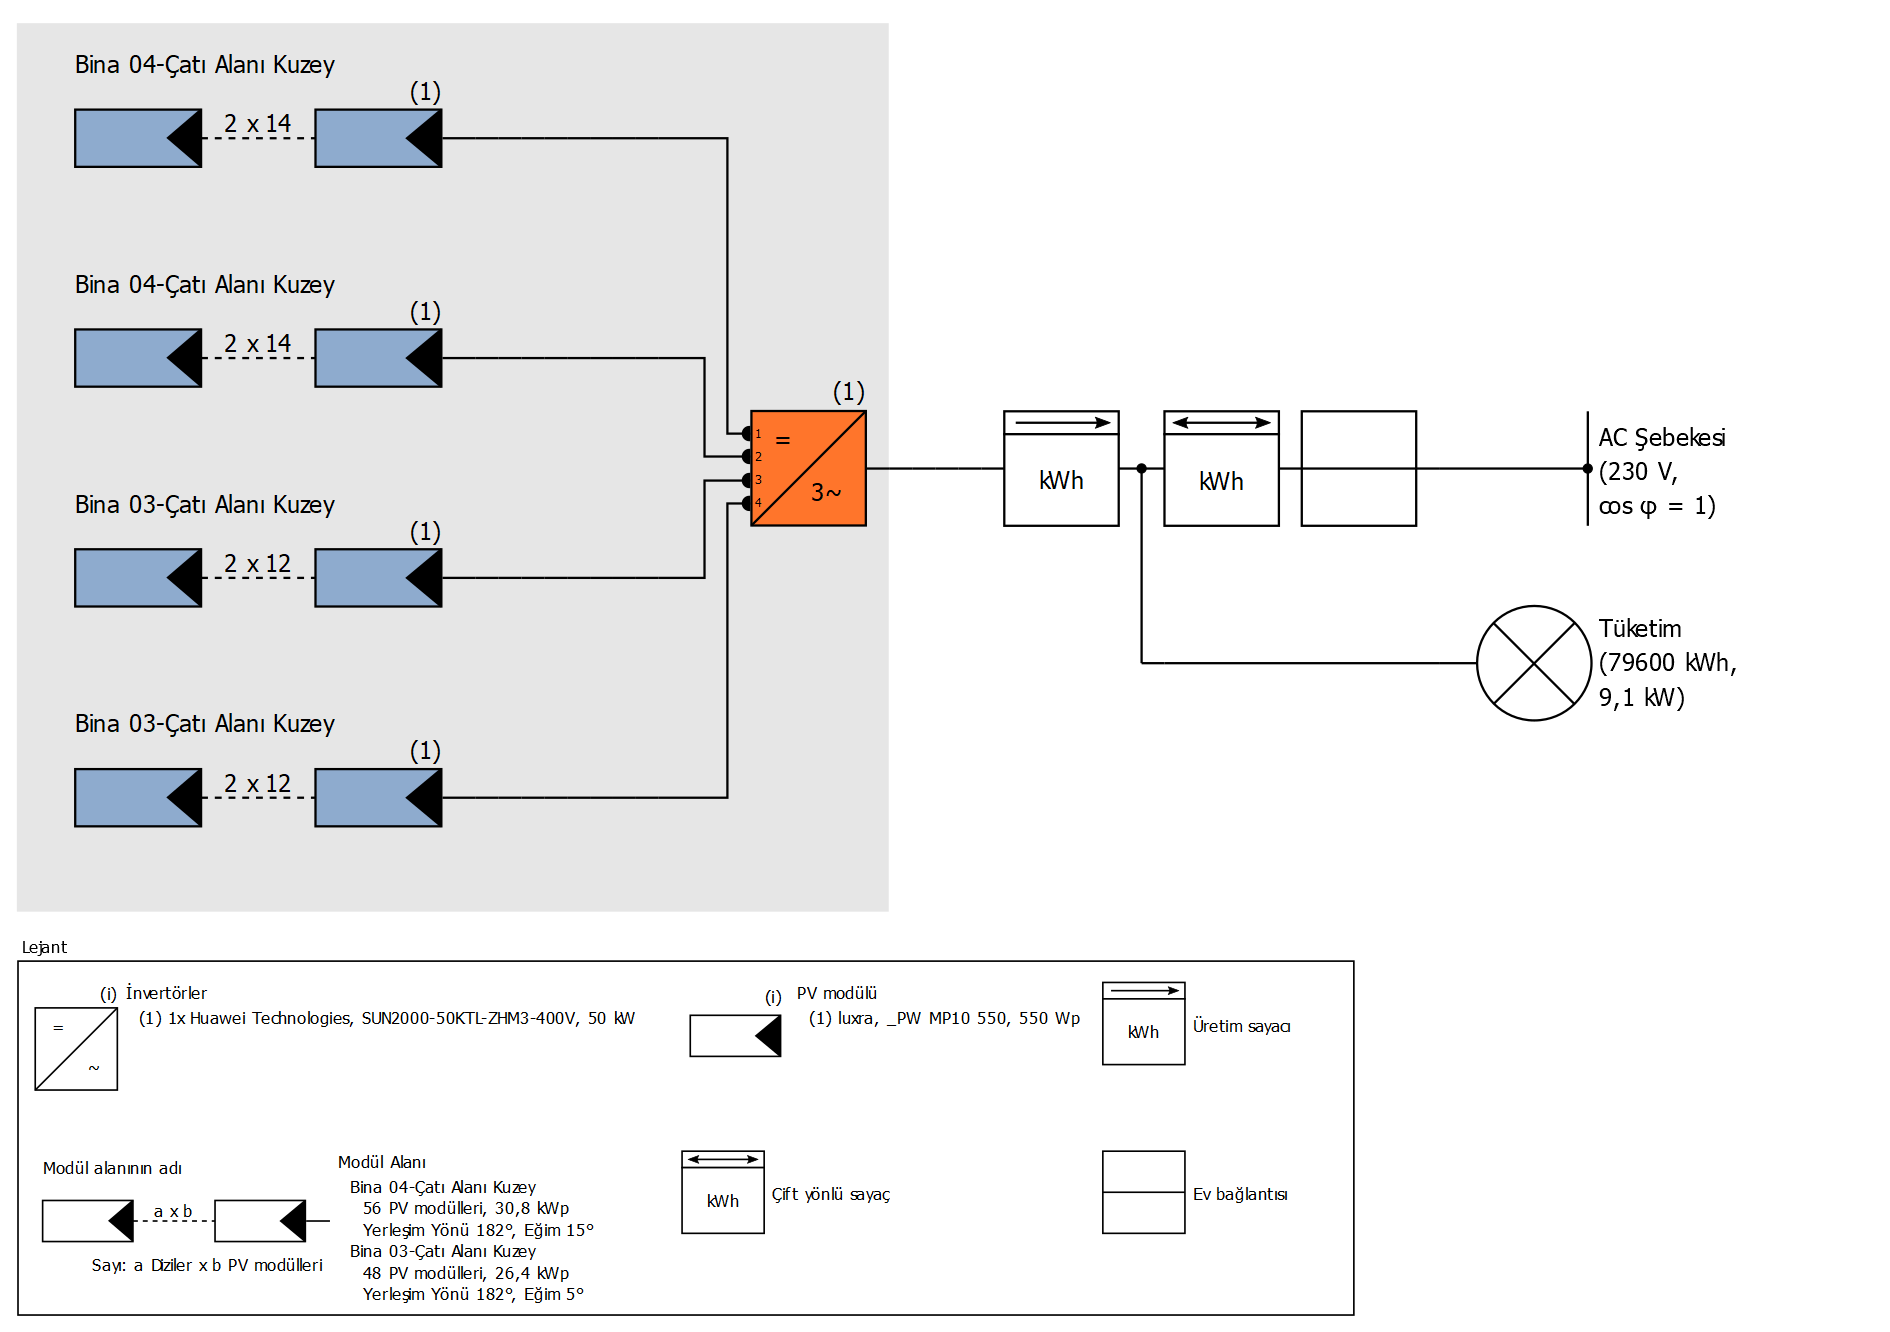 Bina 04-Çatı Alanı Kuzey
(1)
2 x 14
Bina 04-Çatı Alanı Kuzey
(1)
2 x 14
Bina 03-Çatı Alanı Kuzey
(1)
2 x 12
Bina 03-Çatı Alanı Kuzey
(1)
2 x 12
(1)
1
2
3
4
=
3~
kWh
kWh
AC Şebekesi
(230 V,
cos φ = 1)
Tüketim
(79600 kWh,
9,1 kW)
Lejant
(i) İnvertörler
(1) 1x Huawei Technologies, SUN2000-50KTL-ZHM3-400V, 50 kW
=
~
(i) PV modülü
(1) luxra, _PW MP10 550, 550 Wp
kWh
Üretim sayacı
Modül alanının adı
a x b
Sayı: a Diziler x b PV modülleri
Modül Alanı
Bina 04-Çatı Alanı Kuzey
56 PV modülleri, 30,8 kWp
Yerleşim Yönü 182°, Eğim 15°
Bina 03-Çatı Alanı Kuzey
48 PV modülleri, 26,4 kWp
Yerleşim Yönü 182°, Eğim 5°
kWh
Çift yönlü sayaç
Ev bağlantısı